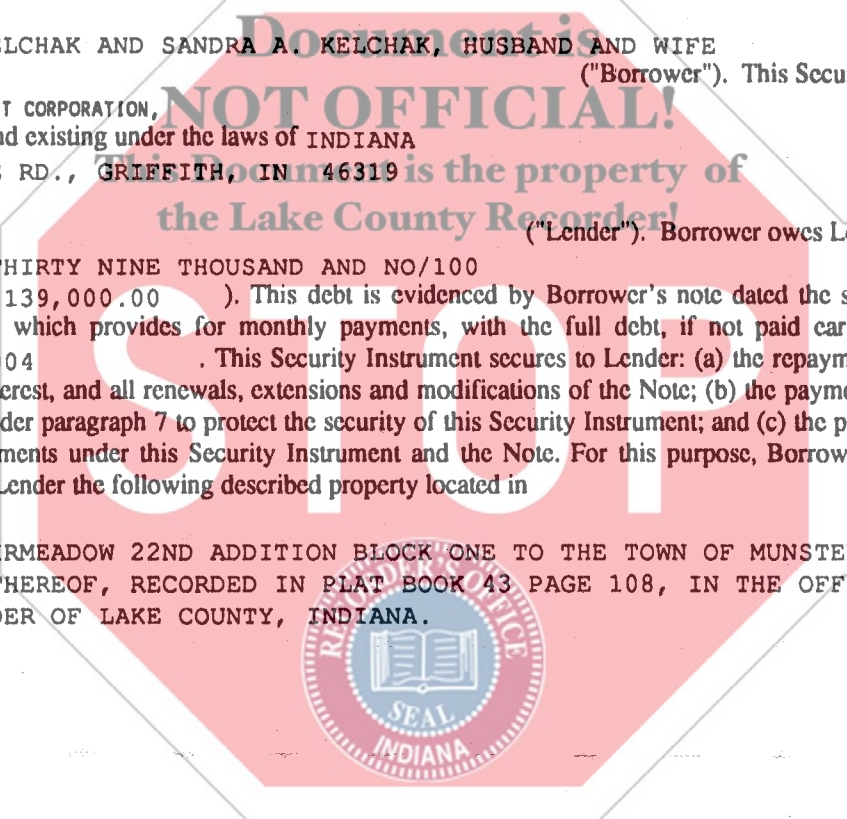 Document is
LCHAK AND SANDRA A. KELCHAK, HUSBAND AND WIFE
("Borrower"). This Secu
NOT OFFICIAL!
T CORPORATION,
nd existing under the laws of INDIANA
RD., GRIFFITH, IN 46319
This Document is the property of
the Lake County Recorder!
("Lender"). Borrower owes L
HIRTY NINE THOUSAND AND NO/100
139,000.00 ). This debt is evidenced by Borrower's note dated the s
which provides for monthly payments, with the full debt, if not paid ear
04 . This Security Instrument secures to Lender: (a) the repaym
erest, and all renewals, extensions and modifications of the Note; (b) the payme
der paragraph 7 to protect the security of this Security Instrument; and (c) the p
ments under this Security Instrument and the Note. For this purpose, Borrow
Lender the following described property located in
STOP
RMEADOW 22ND ADDITION BLOCK ONE TO THE TOWN OF MUNSTE
HEREOF, RECORDED IN PLAT BOOK 43 PAGE 108, IN THE OFF
DER OF LAKE COUNTY, INDIANA.
RECORDER'S OFFICE
SEAL
INDIANA